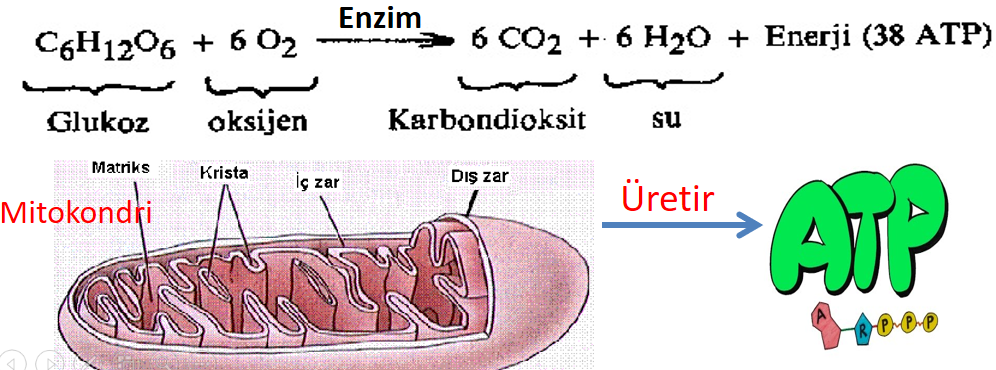 Enzim
C₆H₁₂O₆ + 6 O₂ → 6 CO₂ + 6 H₂O + Enerji (38 ATP)
Glukoz oksijen Karbondioksit su
Matriks Krista İç zar Dış zar
Mitokondri
Üretir
ATP
A R P P P